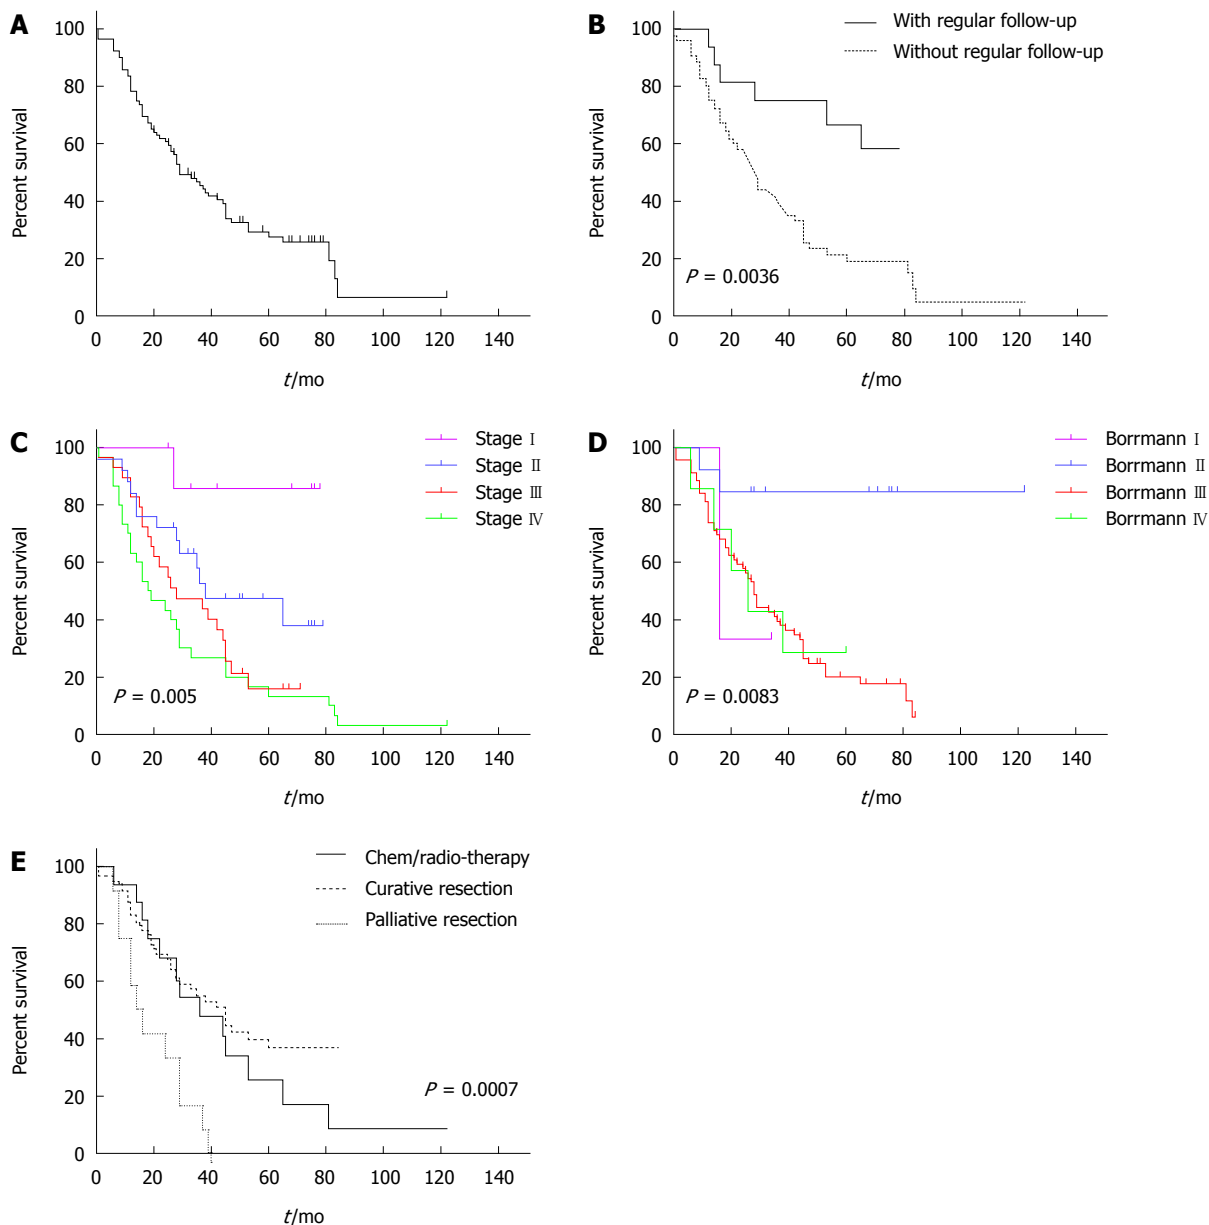 A
Percent survival
100
80
60
40
20
0
0 20 40 60 80 100 120 140
t/mo
B
With regular follow-up
Without regular follow-up
Percent survival
100
80
60
40
20
0
P = 0.0036
0 20 40 60 80 100 120 140
t/mo
C
Stage Ⅰ
Stage Ⅱ
Stage Ⅲ
Stage Ⅳ
Percent survival
100
80
60
40
20
0
P = 0.005
0 20 40 60 80 100 120 140
t/mo
D
Borrmann Ⅰ
Borrmann Ⅱ
Borrmann Ⅲ
Borrmann Ⅳ
Percent survival
100
80
60
40
20
0
P = 0.0083
0 20 40 60 80 100 120 140
t/mo
E
Chem/radio-therapy
Curative resection
Palliative resection
Percent survival
100
80
60
40
20
0
P = 0.0007
0 20 40 60 80 100 120 140
t/mo